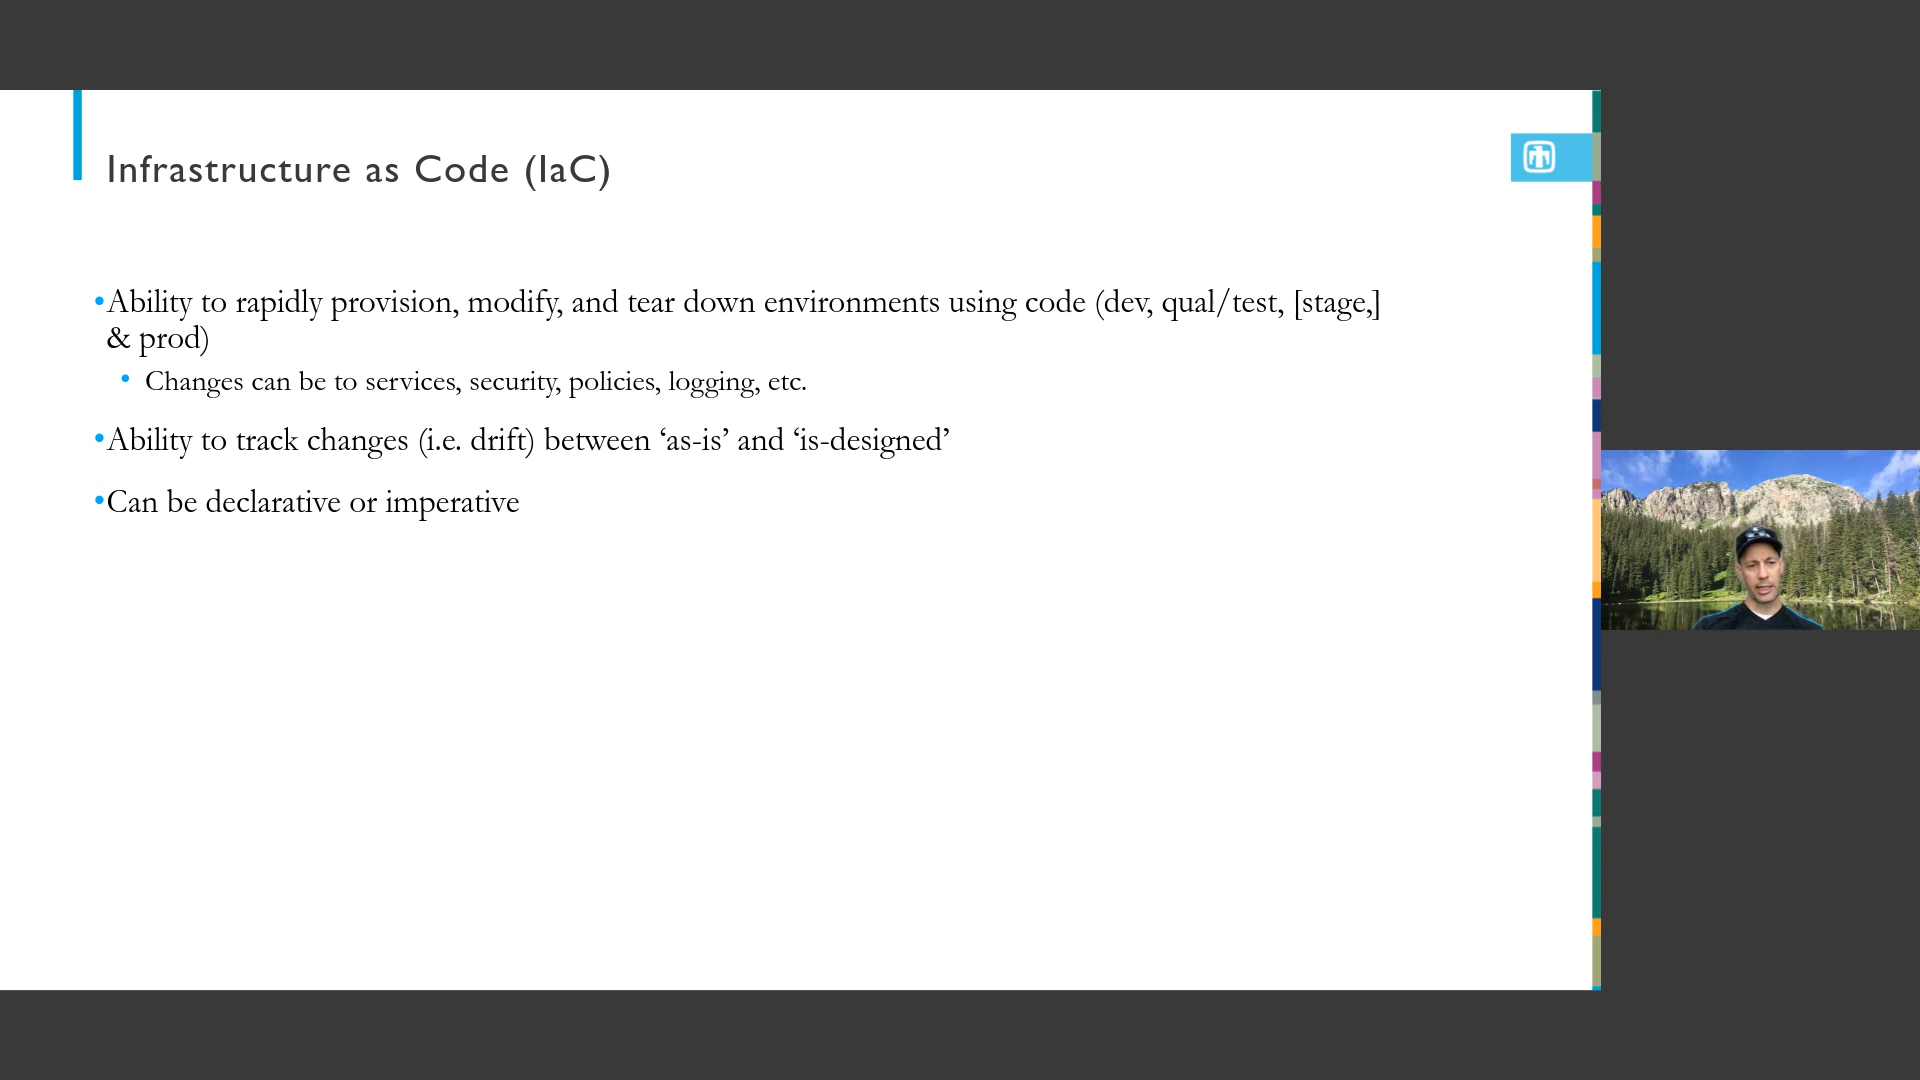 Infrastructure as Code (IaC)
•Ability to rapidly provision, modify, and tear down environments using code (dev, qual/test, [stage,]
& prod)
• Changes can be to services, security, policies, logging, etc.
•Ability to track changes (i.e. drift) between ‘as-is’ and ‘is-designed’
•Can be declarative or imperative